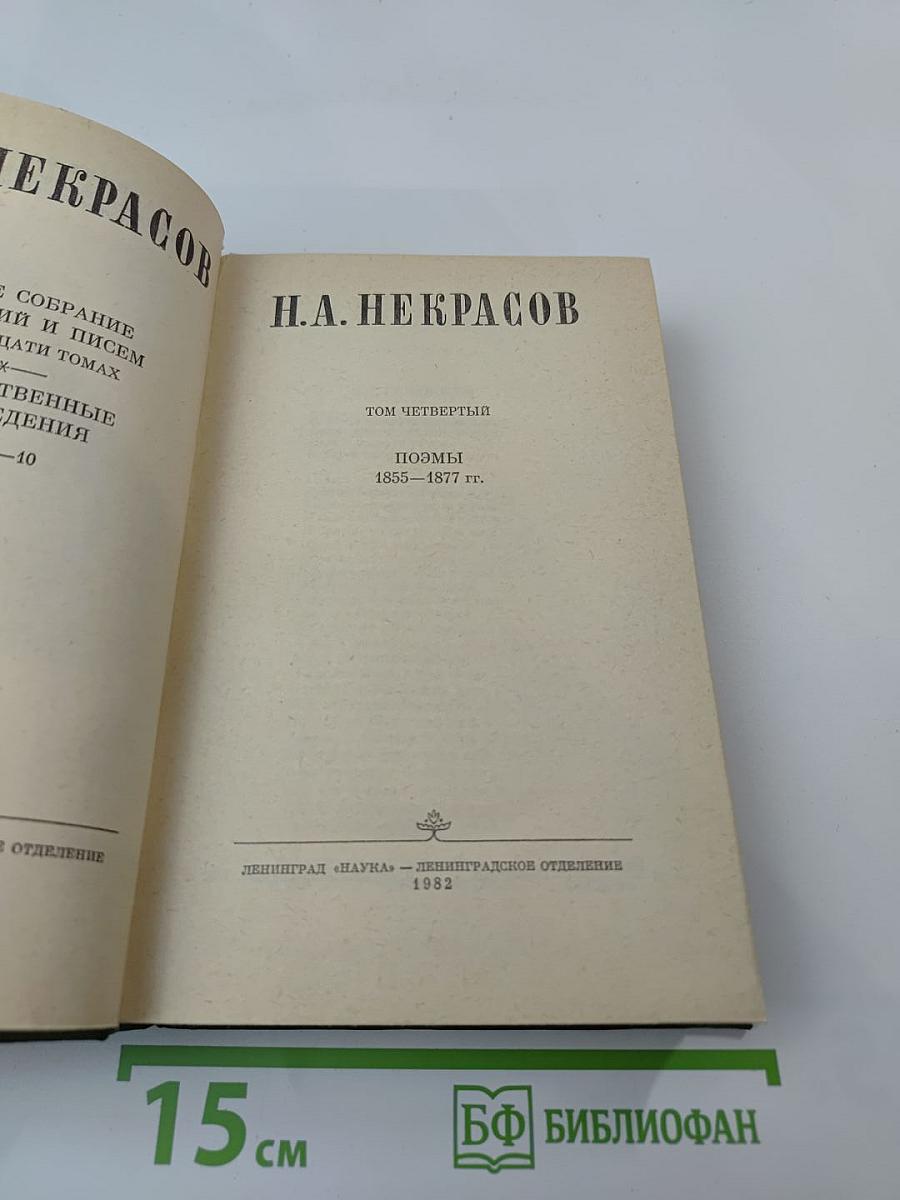 НЕКРАСОВ
Е СОБРАНИЕ
ИЙ И ПИСЕМ
ЦАТИ ТОМАХ
ТВЕННЫЕ
ЕДЕНИЯ
—10
Е ОТДЕЛЕНИЕ
Н.А. НЕКРАСОВ
ТОМ ЧЕТВЕРТЫЙ
ПОЭМЫ
1855—1877 гг.
ЛЕНИНГРАД «НАУКА» — ЛЕНИНГРАДСКОЕ ОТДЕЛЕНИЕ
1982
15 см
БФ БИБЛИОФАН